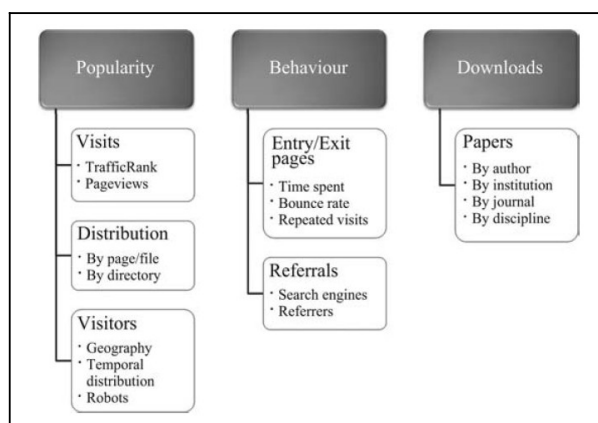 Popularity
Visits
· TrafficRank
· Pageviews
Distribution
· By page/file
· By directory
Visitors
· Geography
· Temporal
distribution
· Robots
Behaviour
Entry/Exit
pages
· Time spent
· Bounce rate
· Repeated visits
Referrals
· Search engines
· Referrers
Downloads
Papers
· By author
· By institution
· By journal
· By discipline